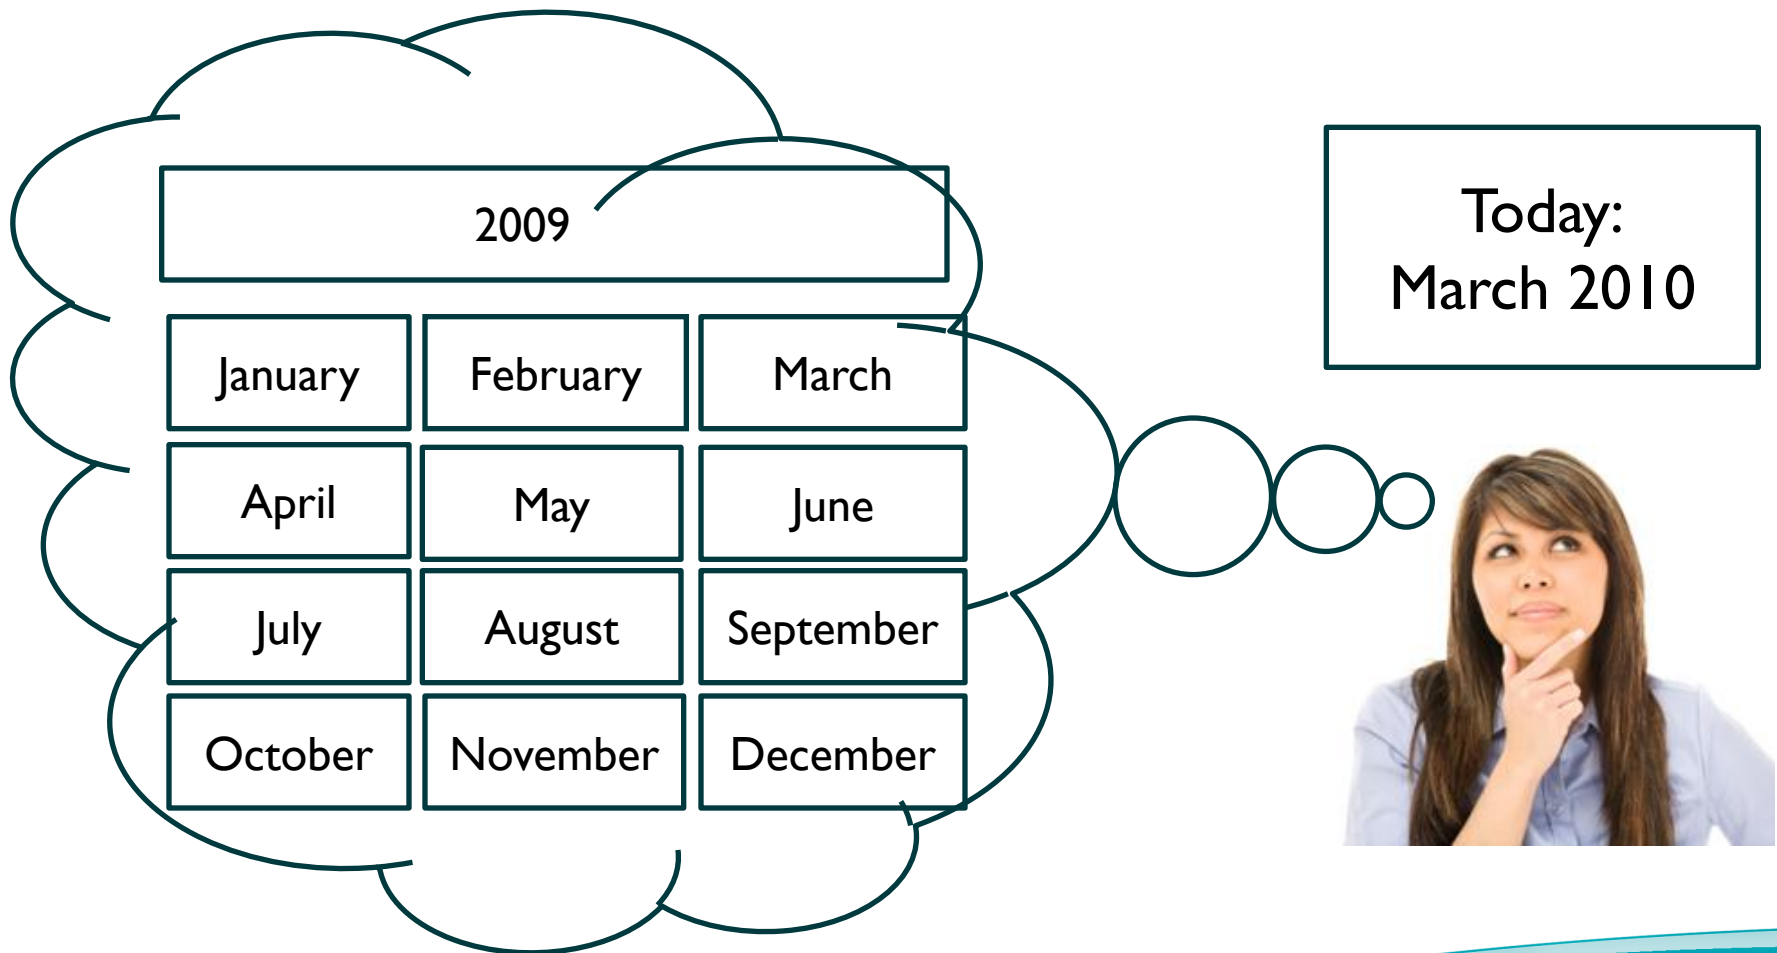 2009
January
February
March
April
May
June
July
August
September
October
November
December
Today:
March 2010